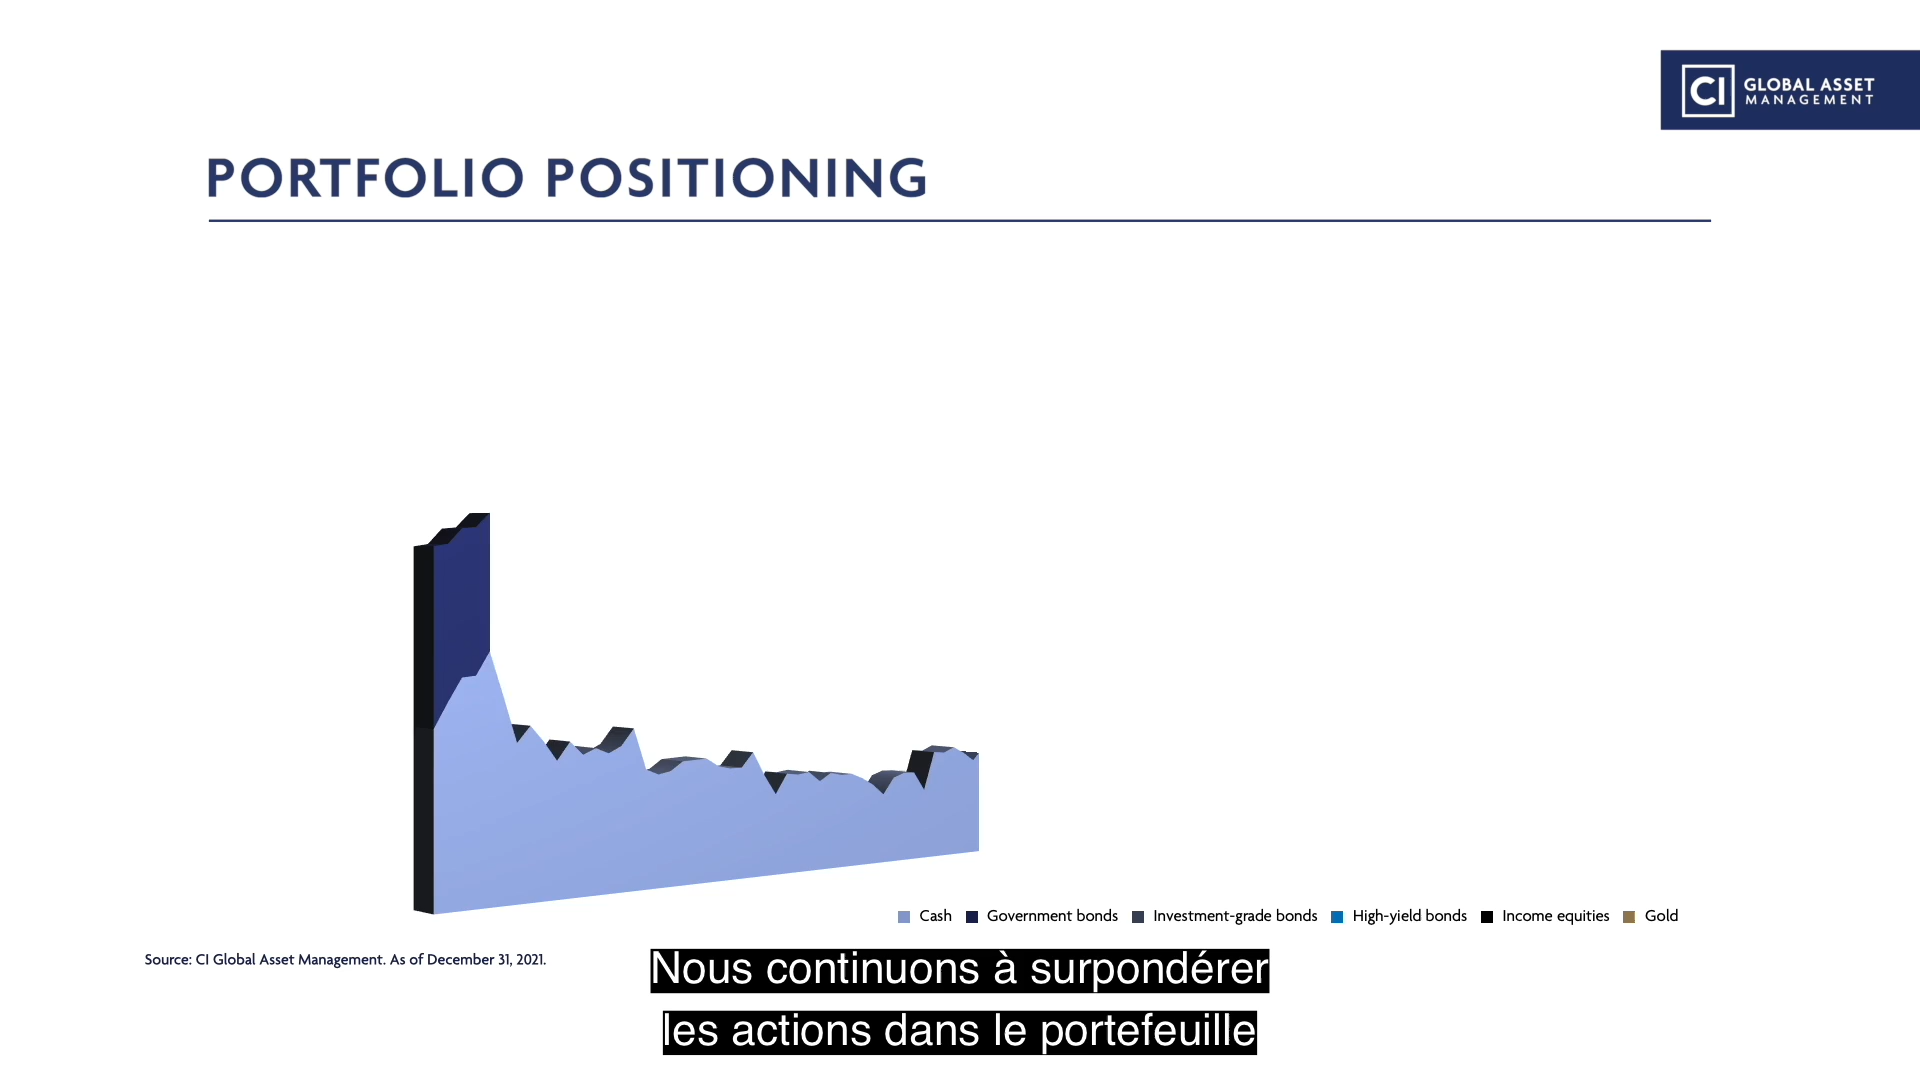 CI GLOBAL ASSET
MANAGEMENT
PORTFOLIO POSITIONING
Cash Government bonds Investment-grade bonds High-yield bonds Income equities Gold
Source: CI Global Asset Management. As of December 31, 2021.
Nous continuons à surpondérer
les actions dans le portefeuille